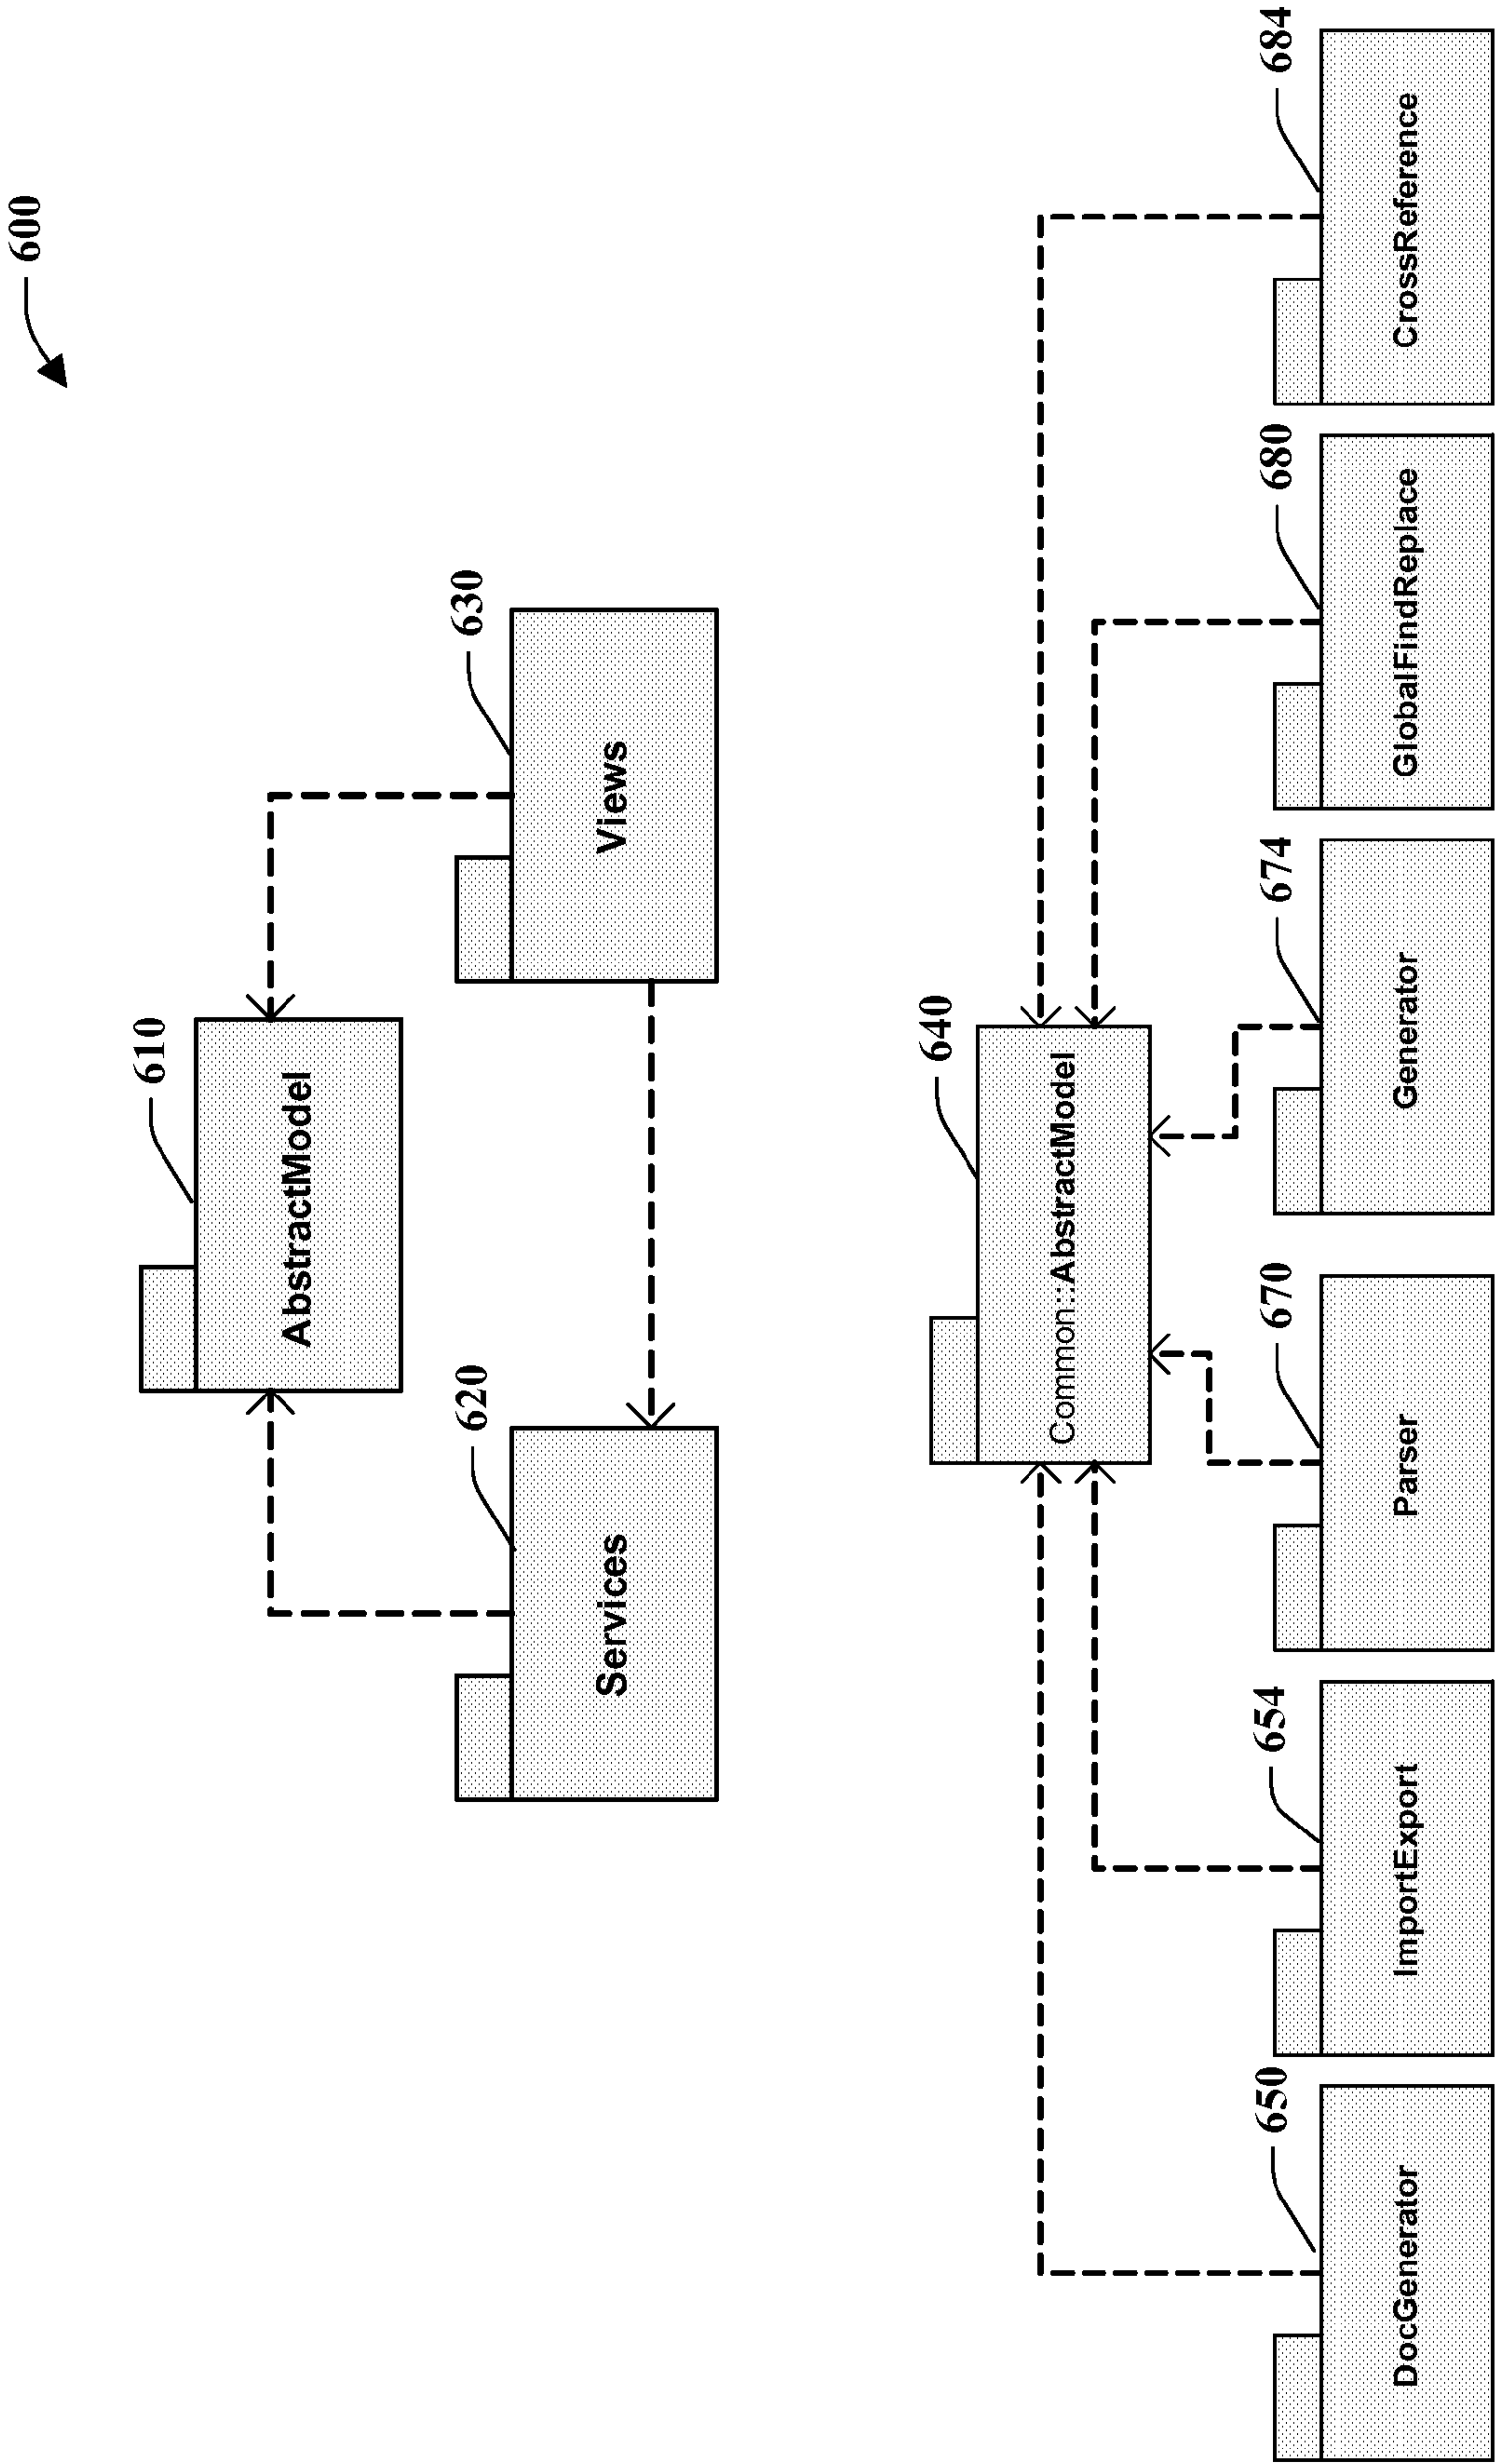 600
610
AbstractModel
620
Services
630
Views
640
Common::AbstractModel
650
DocGenerator
654
ImportExport
670
Parser
674
Generator
680
GlobalFindReplace
684
CrossReference